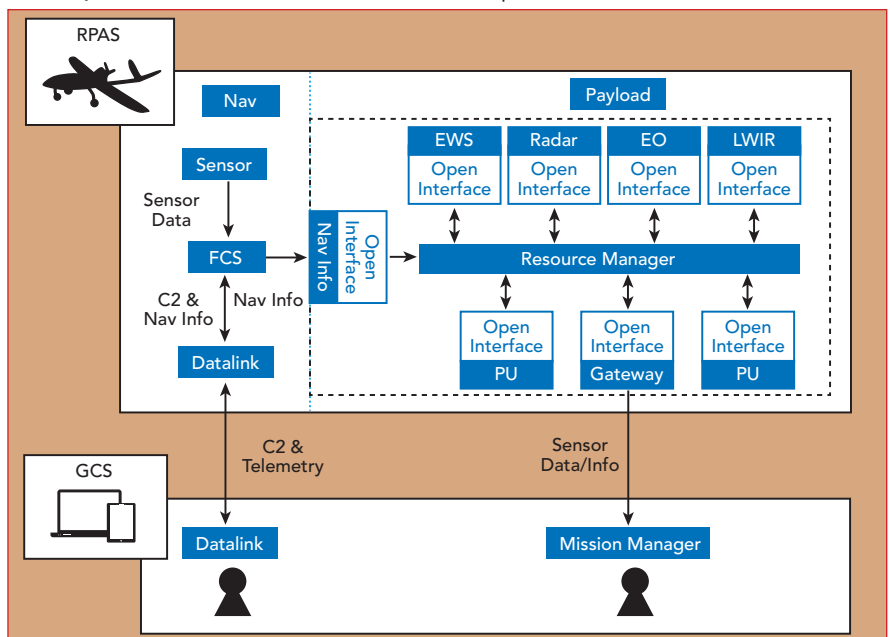 RPAS
Nav
Payload
EWS
Open
Interface
Radar
Open
Interface
EO
Open
Interface
LWIR
Open
Interface
Sensor
Sensor
Data
FCS
Nav Info
Open
Interface
Resource Manager
C2 &
Nav Info
Nav Info
Datalink
Open
Interface
PU
Open
Interface
Gateway
Open
Interface
PU
C2 &
Telemetry
Sensor
Data/Info
GCS
Datalink
Mission Manager